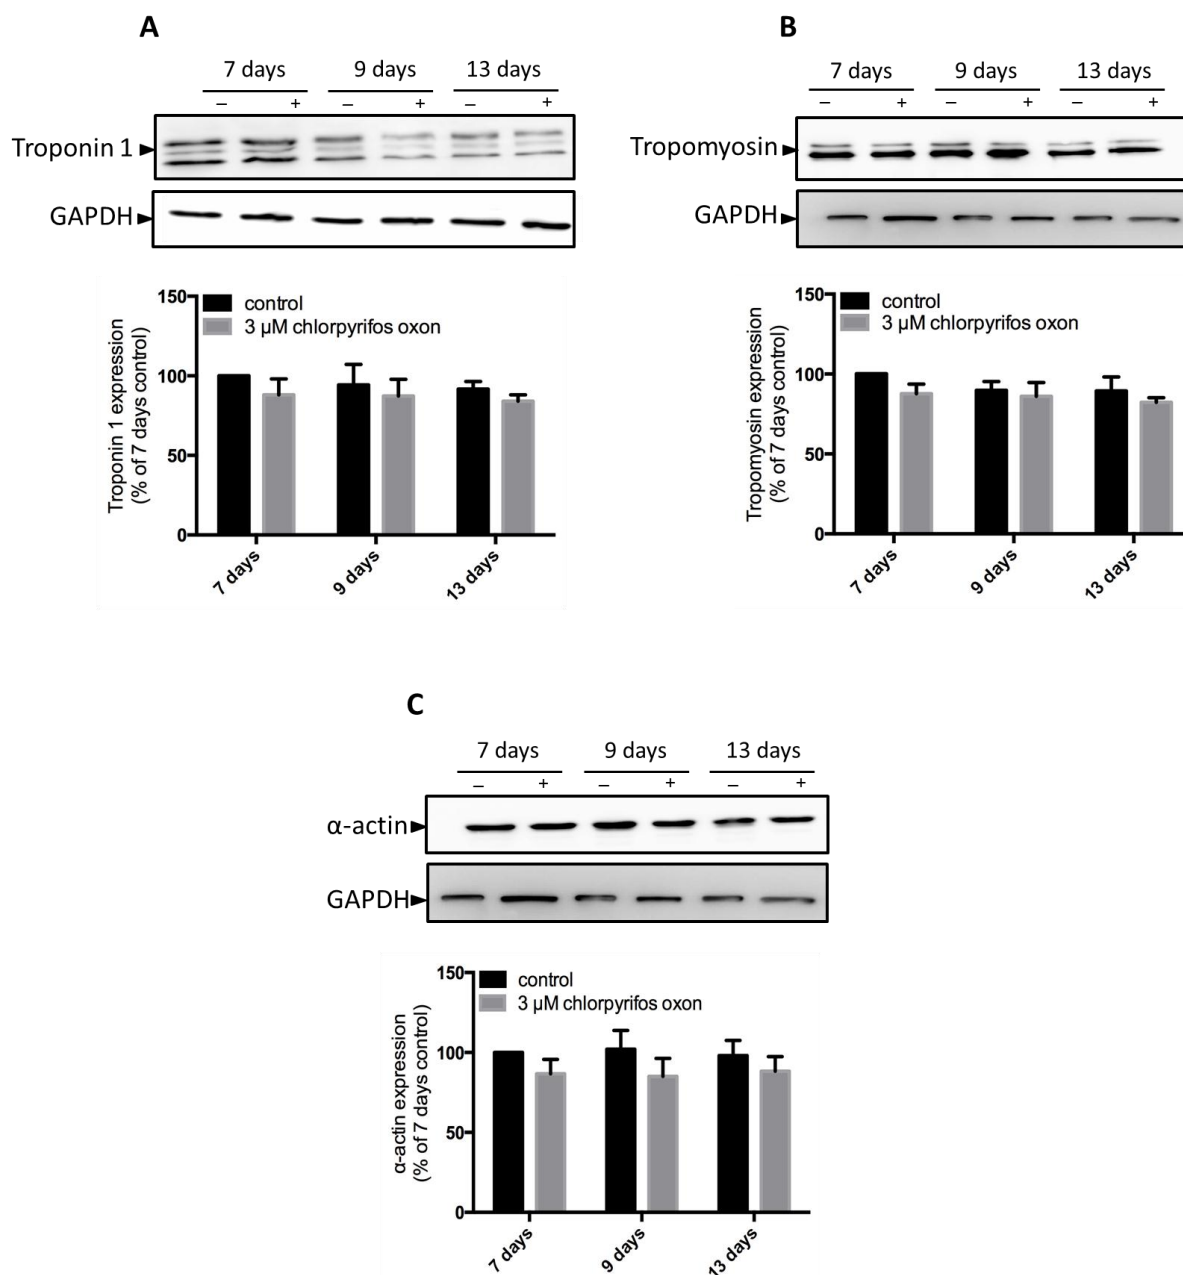 A
7 days 9 days 13 days
– + – + – +
Troponin 1
GAPDH
150
100
50
0
Troponin 1 expression
(% of 7 days control)
control
3 µM chlorpyrifos oxon
7 days
9 days
13 days
B
7 days 9 days 13 days
– + – + – +
Tropomyosin
GAPDH
150
100
50
0
Tropomyosin expression
(% of 7 days control)
control
3 µM chlorpyrifos oxon
7 days
9 days
13 days
C
7 days 9 days 13 days
– + – + – +
α-actin
GAPDH
150
100
50
0
α-actin expression
(% of 7 days control)
control
3 µM chlorpyrifos oxon
7 days
9 days
13 days